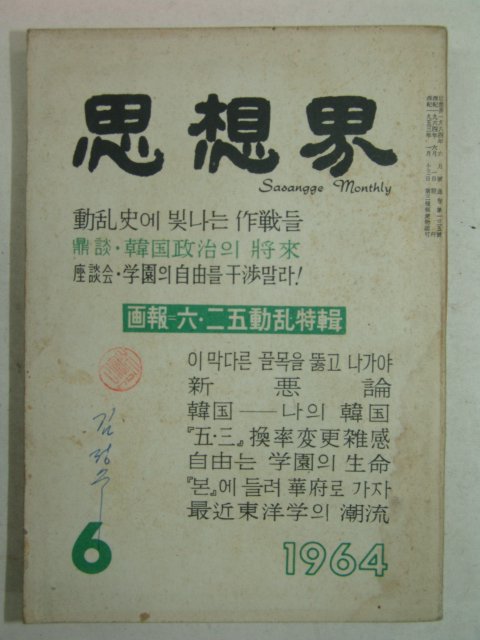 思想界
Sasangge Monthly
動乱史에 빛나는 作戦들
鼎談·韓国政治의 将來
座談会·学園의自由를干渉말라!
画報=六·二五動乱特輯
이 막다른 골목을 뚫고 나가야
新悪論
韓国──나의 韓国
『五·三』換率変更雑感
自由는 学園의 生命
『본』에 들려 華府로 가자
最近東洋学의 潮流
6
1964